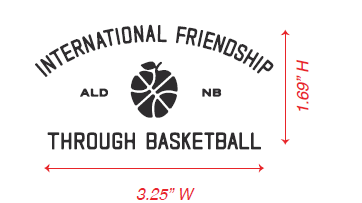 INTERNATIONAL FRIENDSHIP
ALD NB
THROUGH BASKETBALL
1.69” H
3.25” W